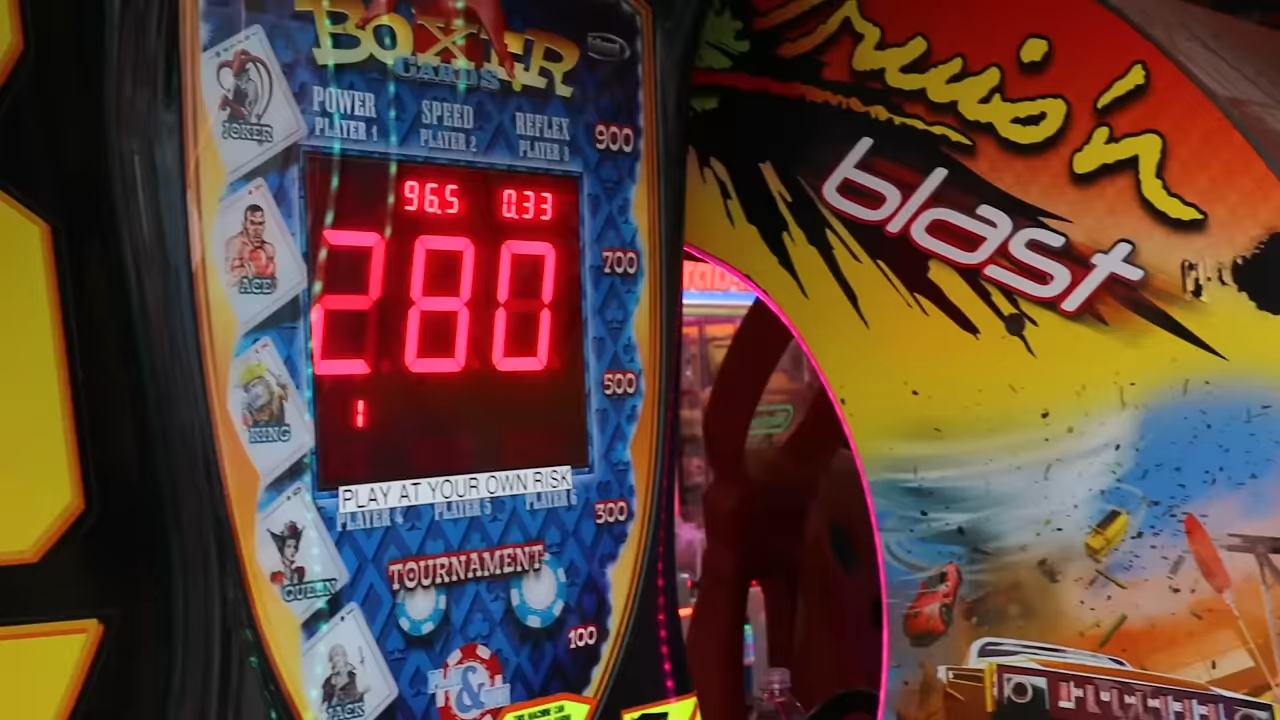 BOXER
CARDS
POWER
PLAYER 1
SPEED
PLAYER 2
REFLEX
PLAYER 3
JOKER
ACE
KING
QUEEN
JACK
900
700
500
300
100
96.5
0.33
280
1
PLAY AT YOUR OWN RISK
PLAYER 4
PLAYER 5
PLAYER 6
TOURNAMENT
&
Cruis'n
blast